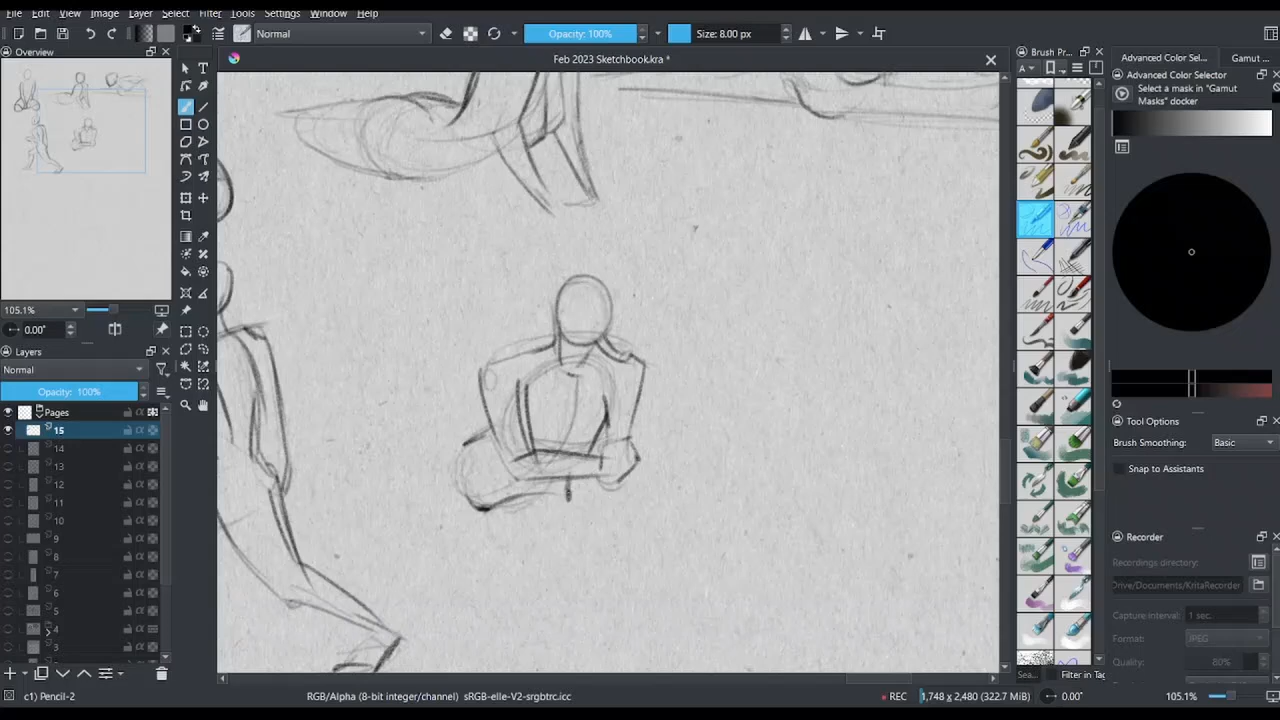 File Edit View Image Layer Select Filter Tools Settings Window Help
Normal Opacity: 100% Size: 8.00 px
Overview
Feb 2023 Sketchbook.kra *
Brush Pr...
Advanced Color Sel... Gamut ...
A
Advanced Color Selector
Select a mask in "Gamut
Masks" docker
105.1%
0.00°
Layers
Normal
Opacity: 100%
Pages
15
14
13
12
11
10
9
8
7
6
5
4
3
Tool Options
Brush Smoothing: Basic
Snap to Assistants
Recorder
Recordings directory:
Drive/Documents/KritaRecorder
Capture interval: 1 sec.
Format: JPEG
Quality: 80%
Sea... Filter in Tag
c1) Pencil-2
RGB/Alpha (8-bit integer/channel) sRGB-elle-V2-srgbtrc.icc
REC
1,748 x 2,480 (322.7 MiB)
0.00°
105.1%